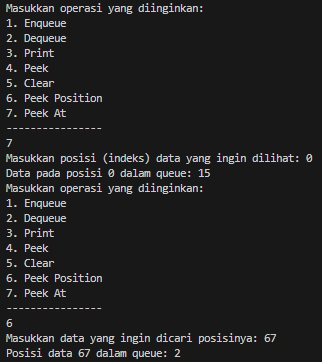 Masukkan operasi yang diinginkan:
1. Enqueue
2. Dequeue
3. Print
4. Peek
5. Clear
6. Peek Position
7. Peek At
----------------
7
Masukkan posisi (indeks) data yang ingin dilihat: 0
Data pada posisi 0 dalam queue: 15
Masukkan operasi yang diinginkan:
1. Enqueue
2. Dequeue
3. Print
4. Peek
5. Clear
6. Peek Position
7. Peek At
----------------
6
Masukkan data yang ingin dicari posisinya: 67
Posisi data 67 dalam queue: 2